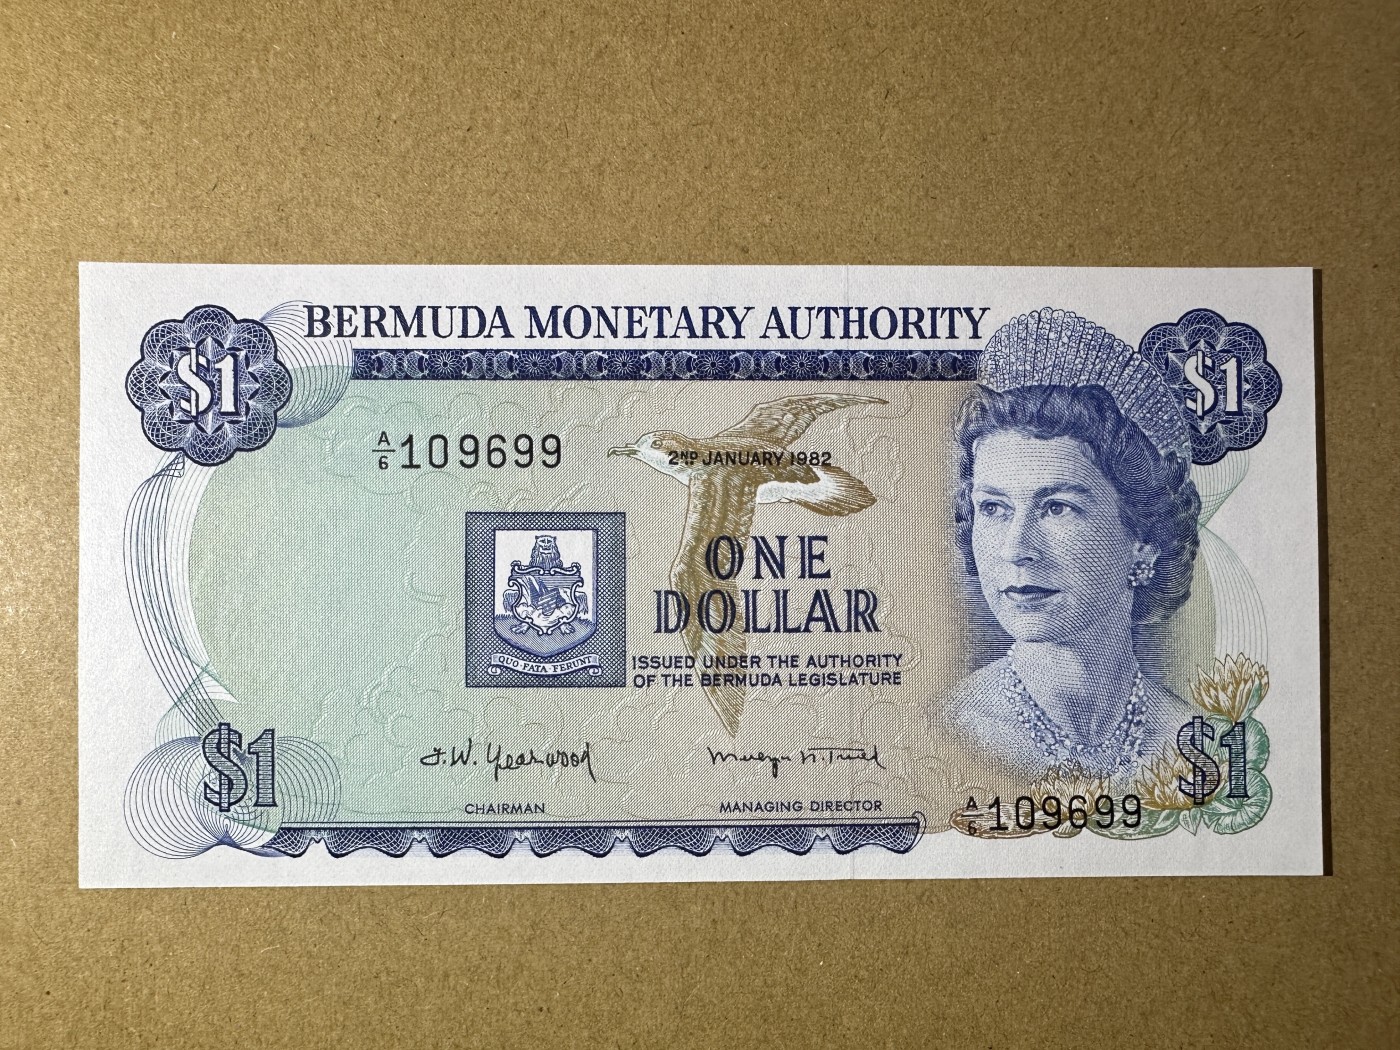 BERMUDA MONETARY AUTHORITY
$1
$1
A/6 109699
2ND JANUARY 1982
ONE
DOLLAR
QUO FATA FERUNT
ISSUED UNDER THE AUTHORITY
OF THE BERMUDA LEGISLATURE
$1
$1
CHAIRMAN
MANAGING DIRECTOR
A/6 109699